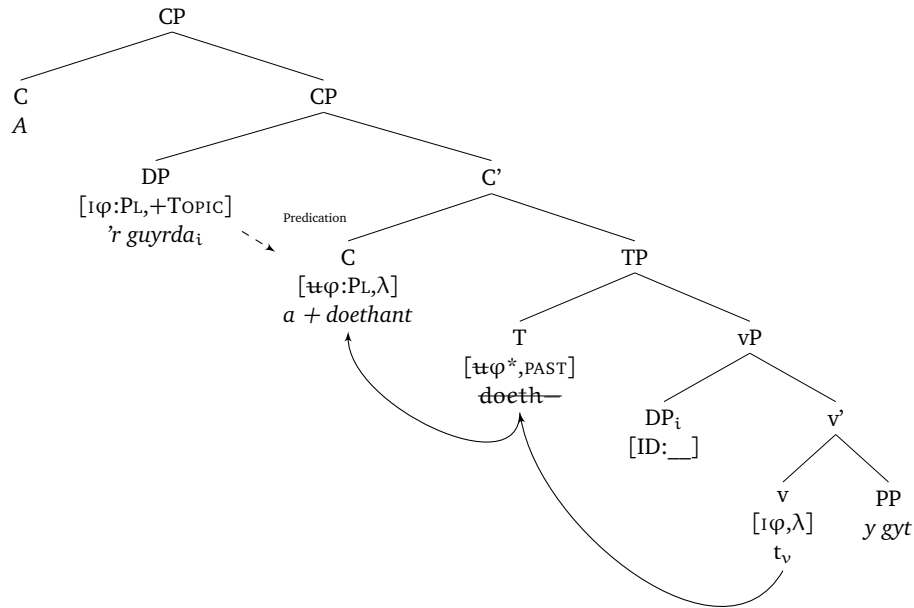 CP
C
A
CP
DP
[Iφ:PL,+TOPIC]
'r guyrdaᵢ
Predication
C'
C
[uφ:PL,λ]
a + doethant
TP
T
[uφ*,PAST]
doeth–
vP
DPᵢ
[ID:__]
v'
v
[Iφ,λ]
tᵥ
PP
y gyt